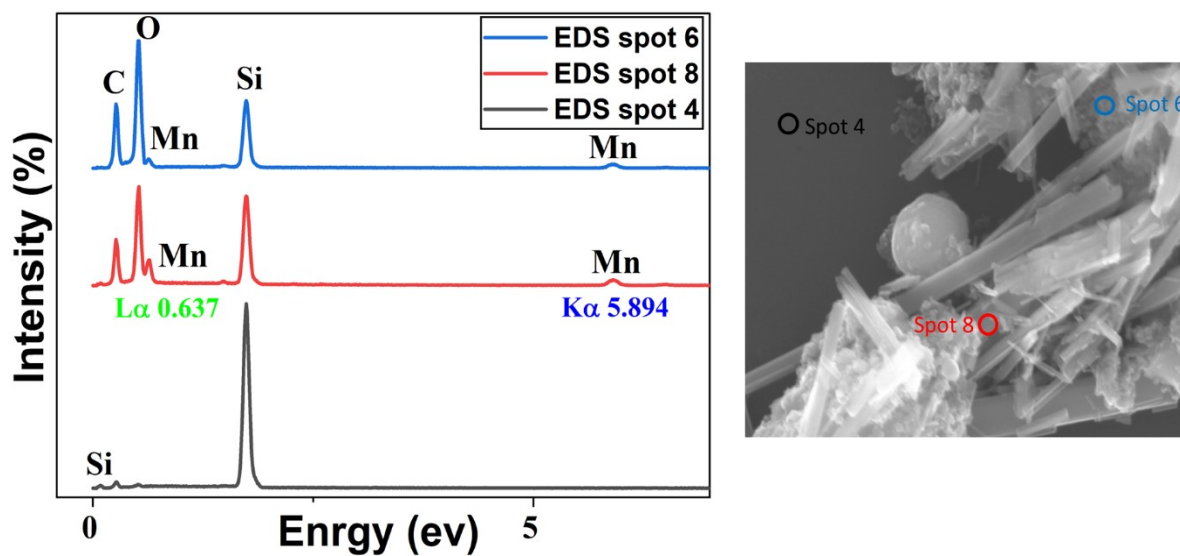 EDS spot 6
EDS spot 8
EDS spot 4
O
C
Si
Mn
Mn
Mn
Mn
Lα 0.637
Kα 5.894
Si
0
5
Enrgy (ev)
Intensity (%)
Spot 4
Spot 6
Spot 8